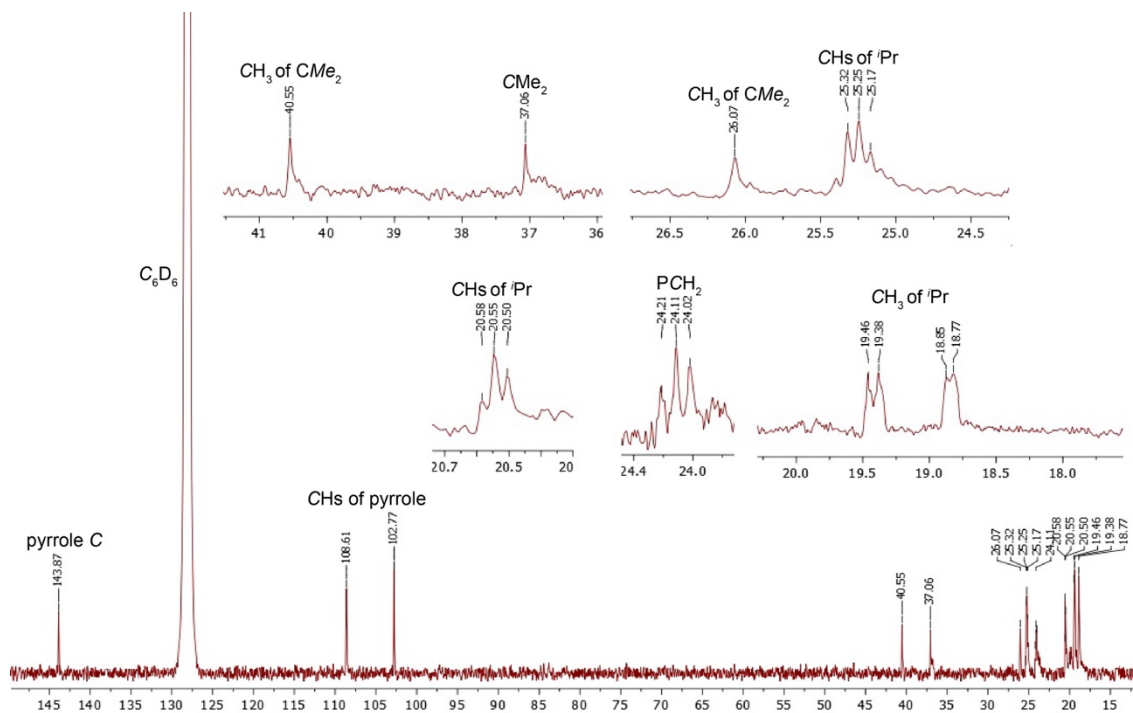 CH₃ of CMe₂
40.55
CMe₂
37.06
CH₃ of CMe₂
26.07
CHs of ⁱPr
25.32
25.25
25.17
41 40 39 38 37 36
26.5 26.0 25.5 25.0 24.5
C₆D₆
CHs of ⁱPr
20.58
20.55
20.50
PCH₂
24.21
24.11
24.02
CH₃ of ⁱPr
19.46
19.38
18.85
18.77
20.7 20.5 20
24.4 24.0
20.0 19.5 19.0 18.5 18.0
pyrrole C
143.87
CHs of pyrrole
108.61
102.77
40.55
37.06
26.07
25.32
25.25
25.17
24.11
20.58
20.55
20.50
19.46
19.38
18.77
145 140 135 130 125 120 115 110 105 100 95 90 85 80 75 70 65 60 55 50 45 40 35 30 25 20 15